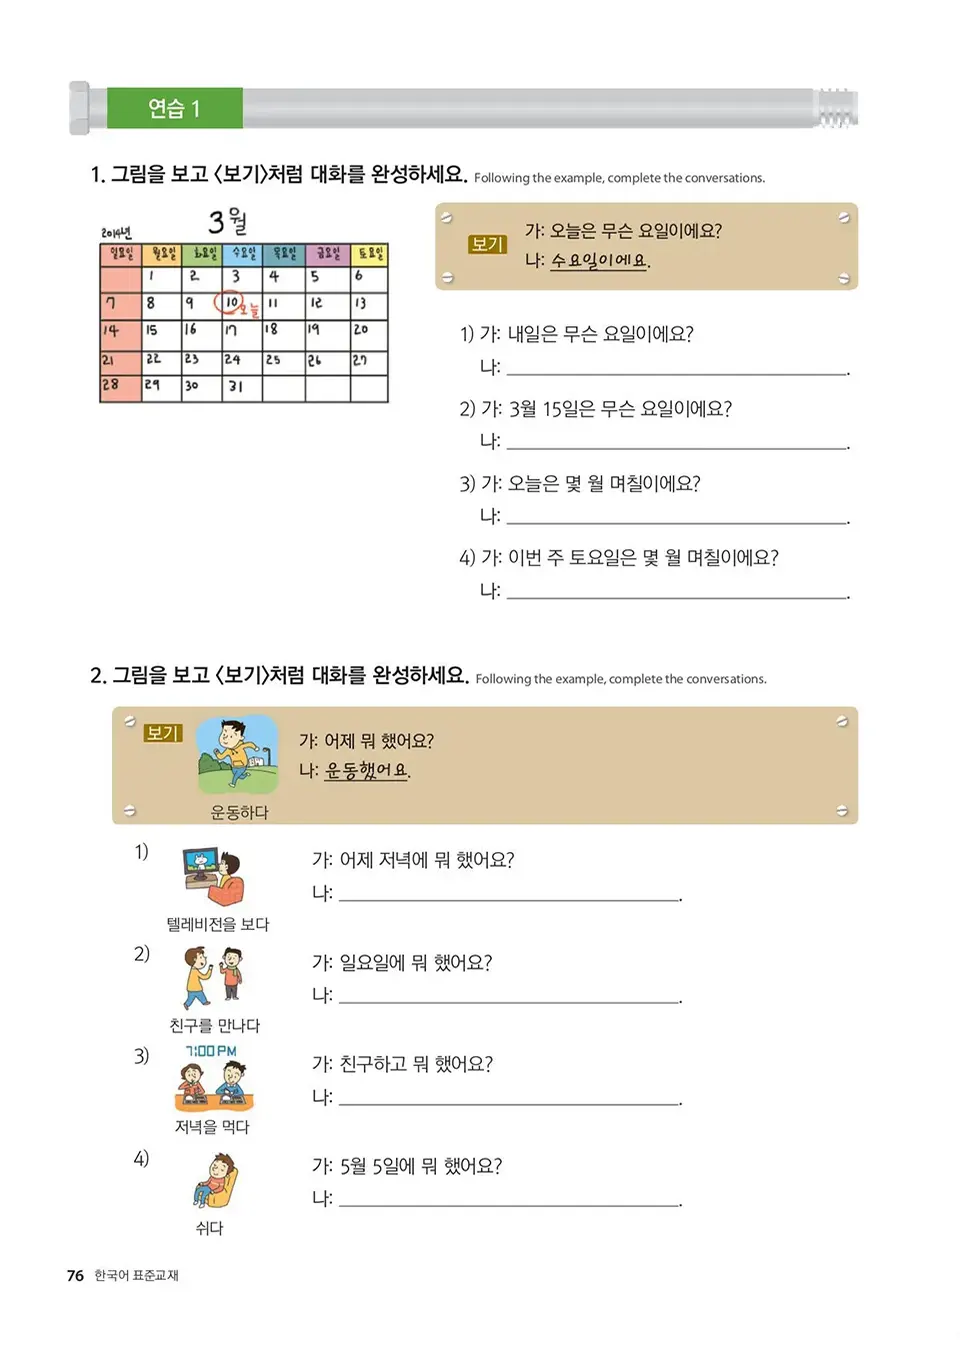 연습 1
1. 그림을 보고 〈보기〉처럼 대화를 완성하세요. Following the example, complete the conversations.
2014년 3월
일요일 월요일 화요일 수요일 목요일 금요일 토요일
1 2 3 4 5 6
7 8 9 10 오늘 11 12 13
14 15 16 17 18 19 20
21 22 23 24 25 26 27
28 29 30 31
보기
가: 오늘은 무슨 요일이에요?
나: 수요일이에요.
1) 가: 내일은 무슨 요일이에요?
나: .
2) 가: 3월 15일은 무슨 요일이에요?
나: .
3) 가: 오늘은 몇 월 며칠이에요?
나: .
4) 가: 이번 주 토요일은 몇 월 며칠이에요?
나: .
2. 그림을 보고 〈보기〉처럼 대화를 완성하세요. Following the example, complete the conversations.
보기
운동하다
가: 어제 뭐 했어요?
나: 운동했어요.
1)
텔레비전을 보다
가: 어제 저녁에 뭐 했어요?
나: .
2)
친구를 만나다
가: 일요일에 뭐 했어요?
나: .
3)
7:00 PM
저녁을 먹다
가: 친구하고 뭐 했어요?
나: .
4)
쉬다
가: 5월 5일에 뭐 했어요?
나: .
76 한국어 표준교재